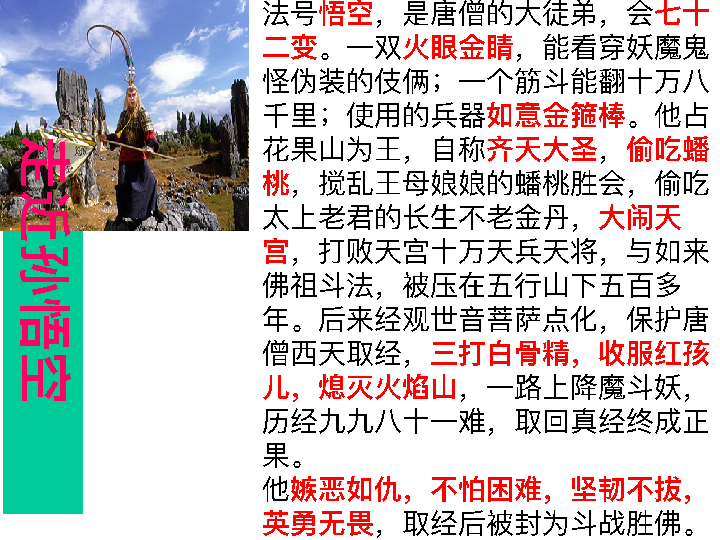 走近孙悟空
法号悟空，是唐僧的大徒弟，会七十
二变。一双火眼金睛，能看穿妖魔鬼
怪伪装的伎俩；一个筋斗能翻十万八
千里；使用的兵器如意金箍棒。他占
花果山为王，自称齐天大圣，偷吃蟠
桃，搅乱王母娘娘的蟠桃胜会，偷吃
太上老君的长生不老金丹，大闹天
宫，打败天宫十万天兵天将，与如来
佛祖斗法，被压在五行山下五百多
年。后来经观世音菩萨点化，保护唐
僧西天取经，三打白骨精，收服红孩
儿，熄灭火焰山，一路上降魔斗妖，
历经九九八十一难，取回真经终成正
果。
他嫉恶如仇，不怕困难，坚韧不拔，
英勇无畏，取经后被封为斗战胜佛。